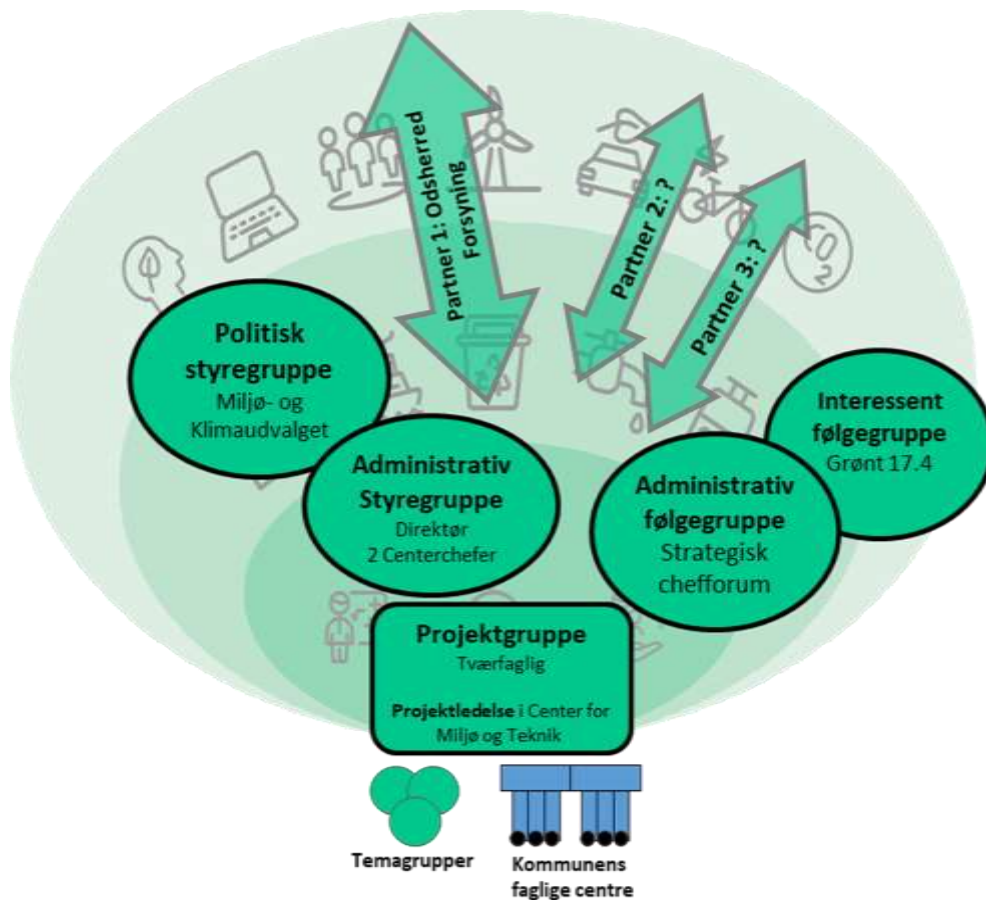 Partner 1: Odsherred
Forsyning
Partner 2: ?
Partner 3: ?
CO
2
Politisk
styregruppe
Miljø- og
Klimaudvalget
Administrativ
Styregruppe
Direktør
2 Centerchefer
Interessent
følgegruppe
Grønt 17.4
Administrativ
følgegruppe
Strategisk
chefforum
Projektgruppe
Tværfaglig
Projektledelse i Center for
Miljø og Teknik
Temagrupper
Kommunens
faglige centre